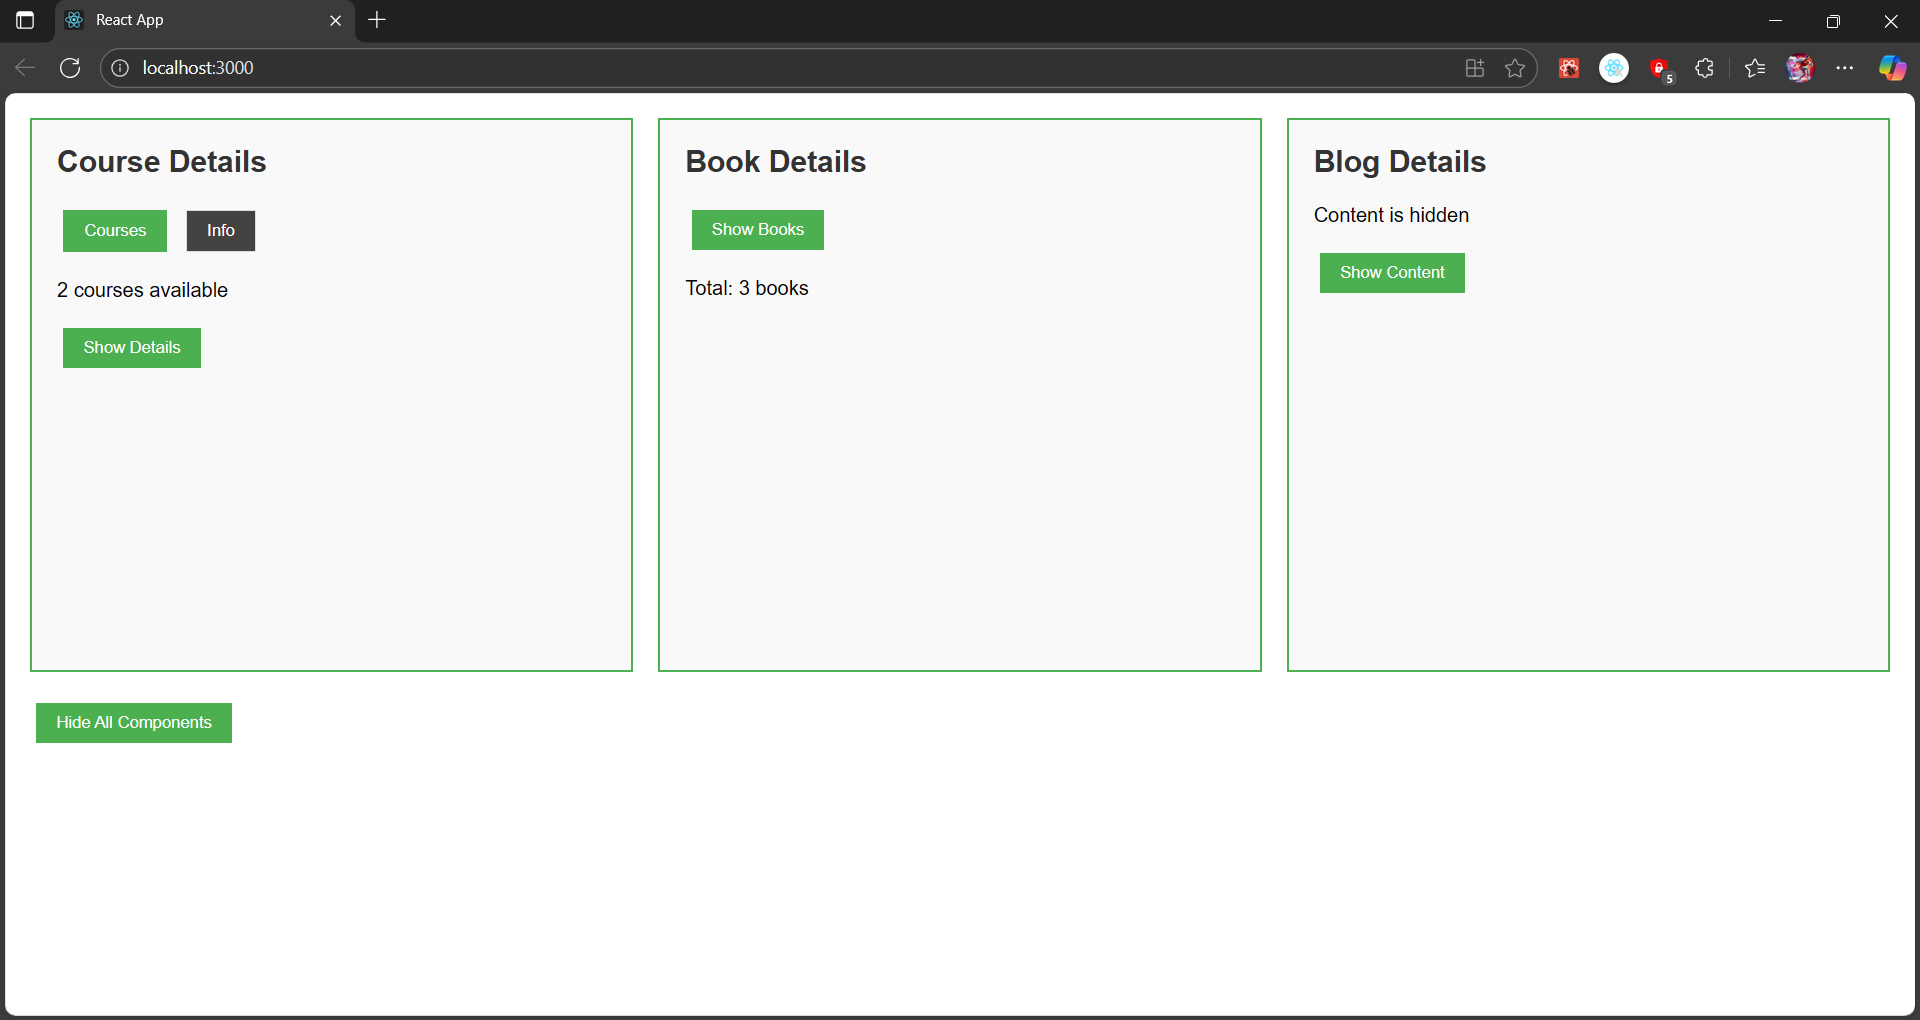 React App
localhost:3000
5
Course Details
Courses Info
2 courses available
Show Details
Book Details
Show Books
Total: 3 books
Blog Details
Content is hidden
Show Content
Hide All Components